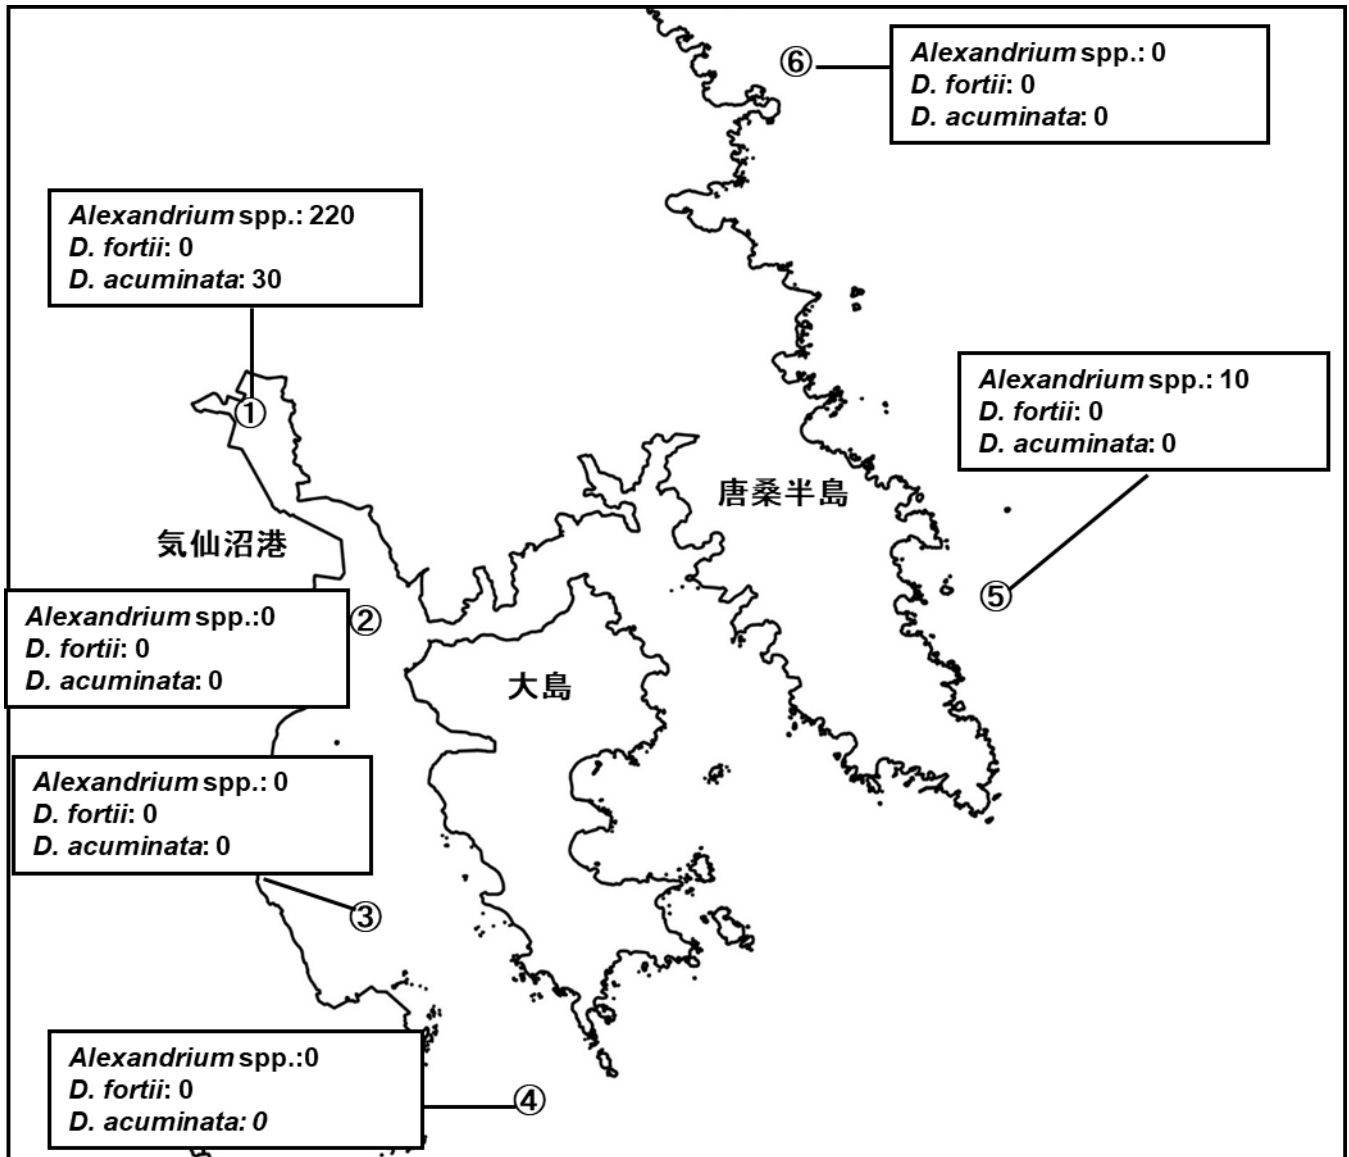 ⑥
Alexandrium spp.: 0
D. fortii: 0
D. acuminata: 0
Alexandrium spp.: 220
D. fortii: 0
D. acuminata: 30
①
Alexandrium spp.: 10
D. fortii: 0
D. acuminata: 0
唐桑半島
気仙沼港
⑤
Alexandrium spp.:0
D. fortii: 0
D. acuminata: 0
②
大島
Alexandrium spp.: 0
D. fortii: 0
D. acuminata: 0
③
Alexandrium spp.:0
D. fortii: 0
D. acuminata: 0
④